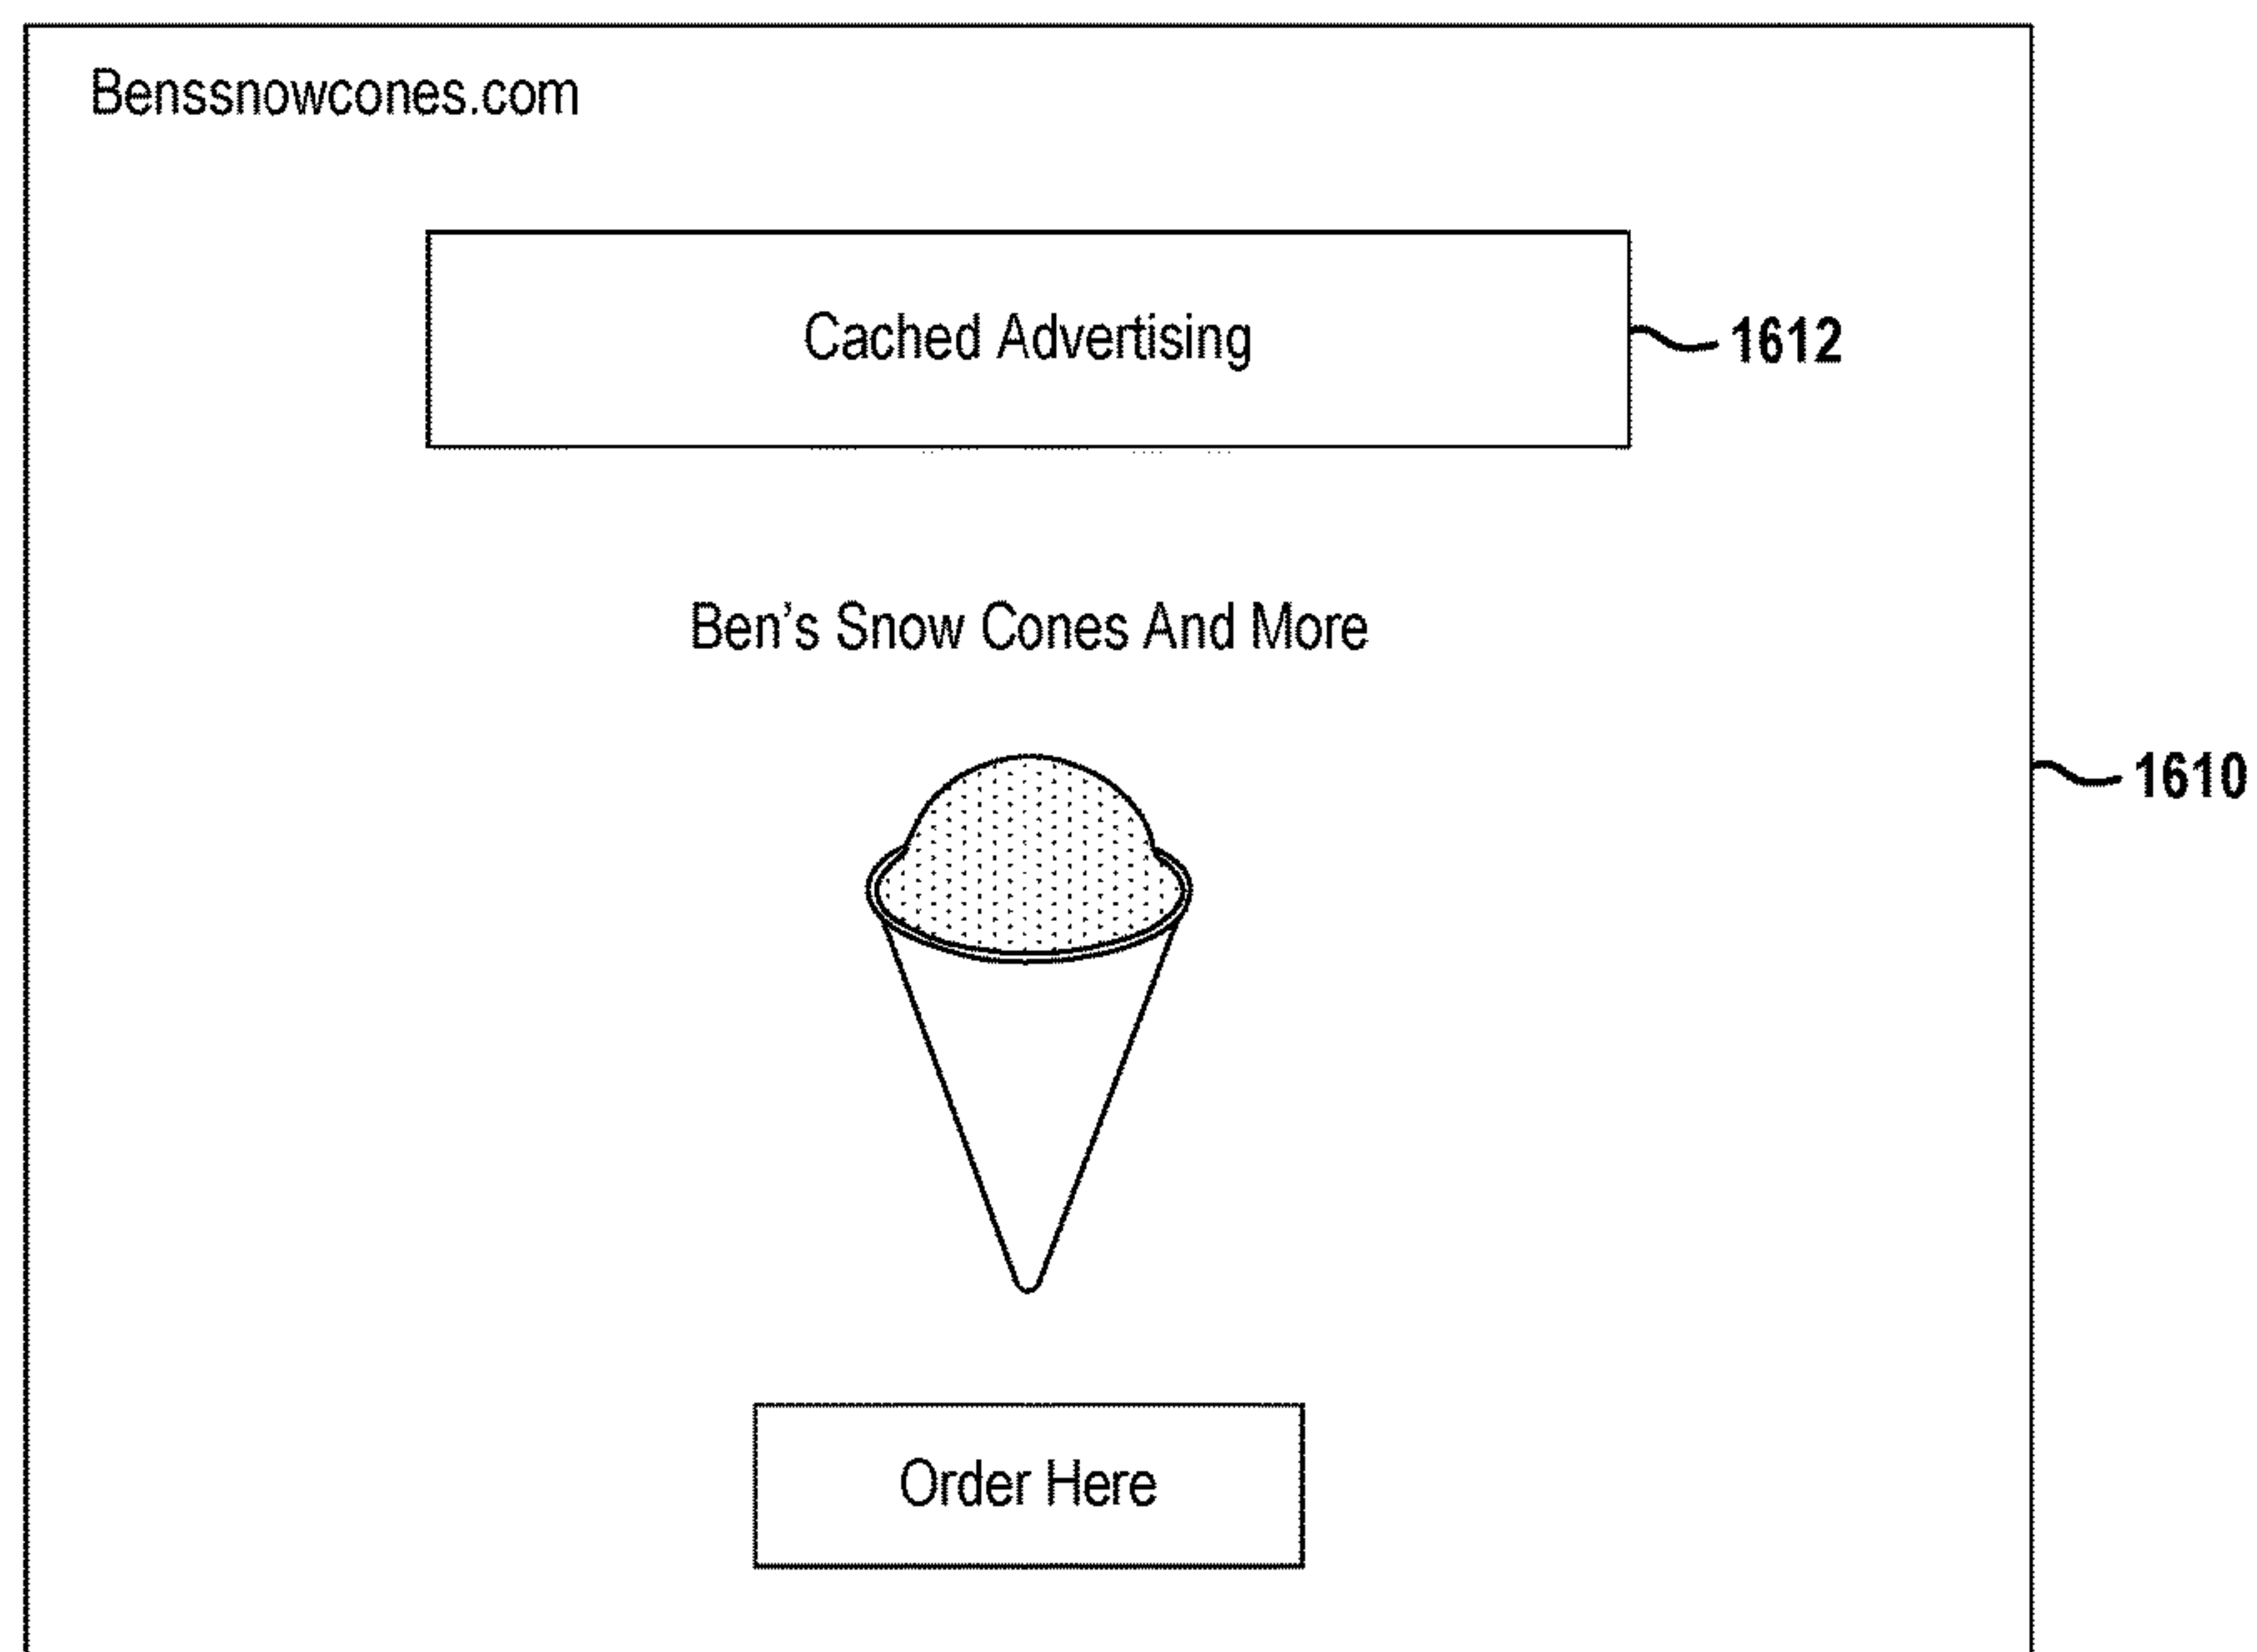 Benssnowcones.com
Cached Advertising
1612
Ben's Snow Cones And More
1610
Order Here